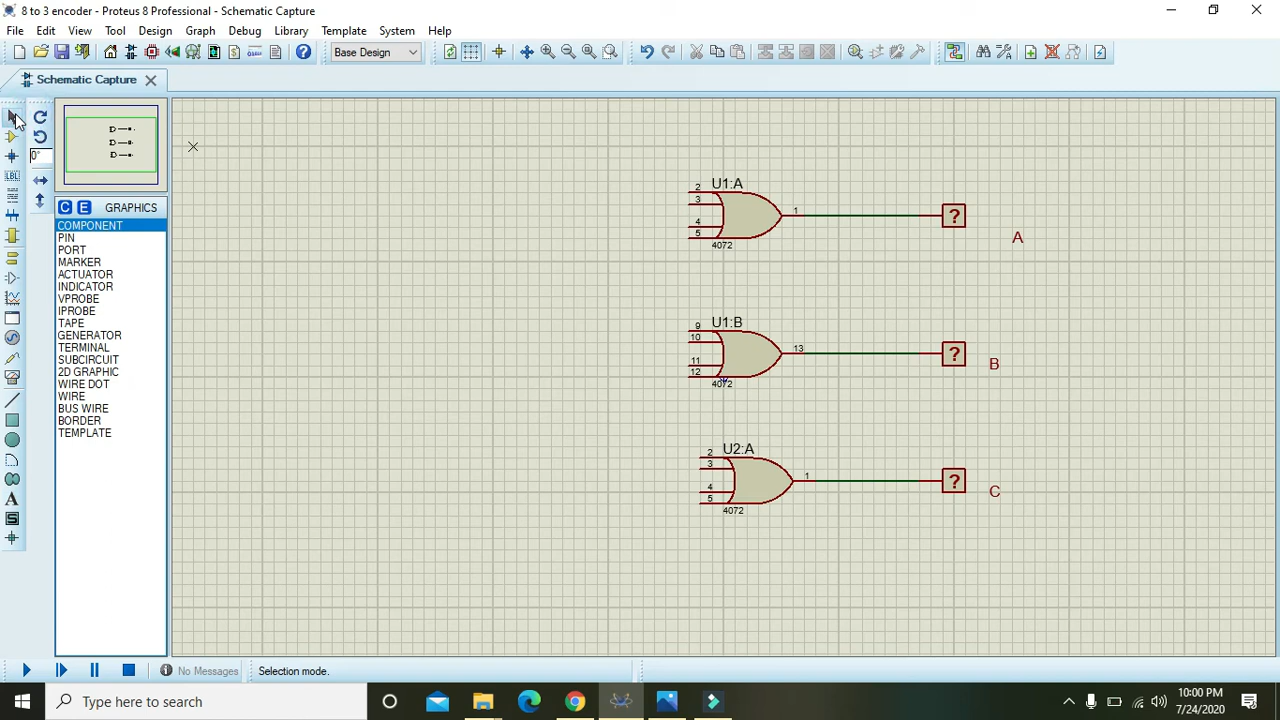 8 to 3 encoder - Proteus 8 Professional - Schematic Capture
File Edit View Tool Design Graph Debug Library Template System Help
Base Design
Schematic Capture
0°
C E GRAPHICS
COMPONENT
PIN
PORT
MARKER
ACTUATOR
INDICATOR
VPROBE
IPROBE
TAPE
GENERATOR
TERMINAL
SUBCIRCUIT
2D GRAPHIC
WIRE DOT
WIRE
BUS WIRE
BORDER
TEMPLATE
LBL
A
S
U1:A
2
3
4
5
1
?
4072
A
U1:B
9
10
11
12
13
?
4072
B
U2:A
2
3
4
5
1
?
4072
C
No Messages
Selection mode.
Type here to search
10:00 PM
7/24/2020